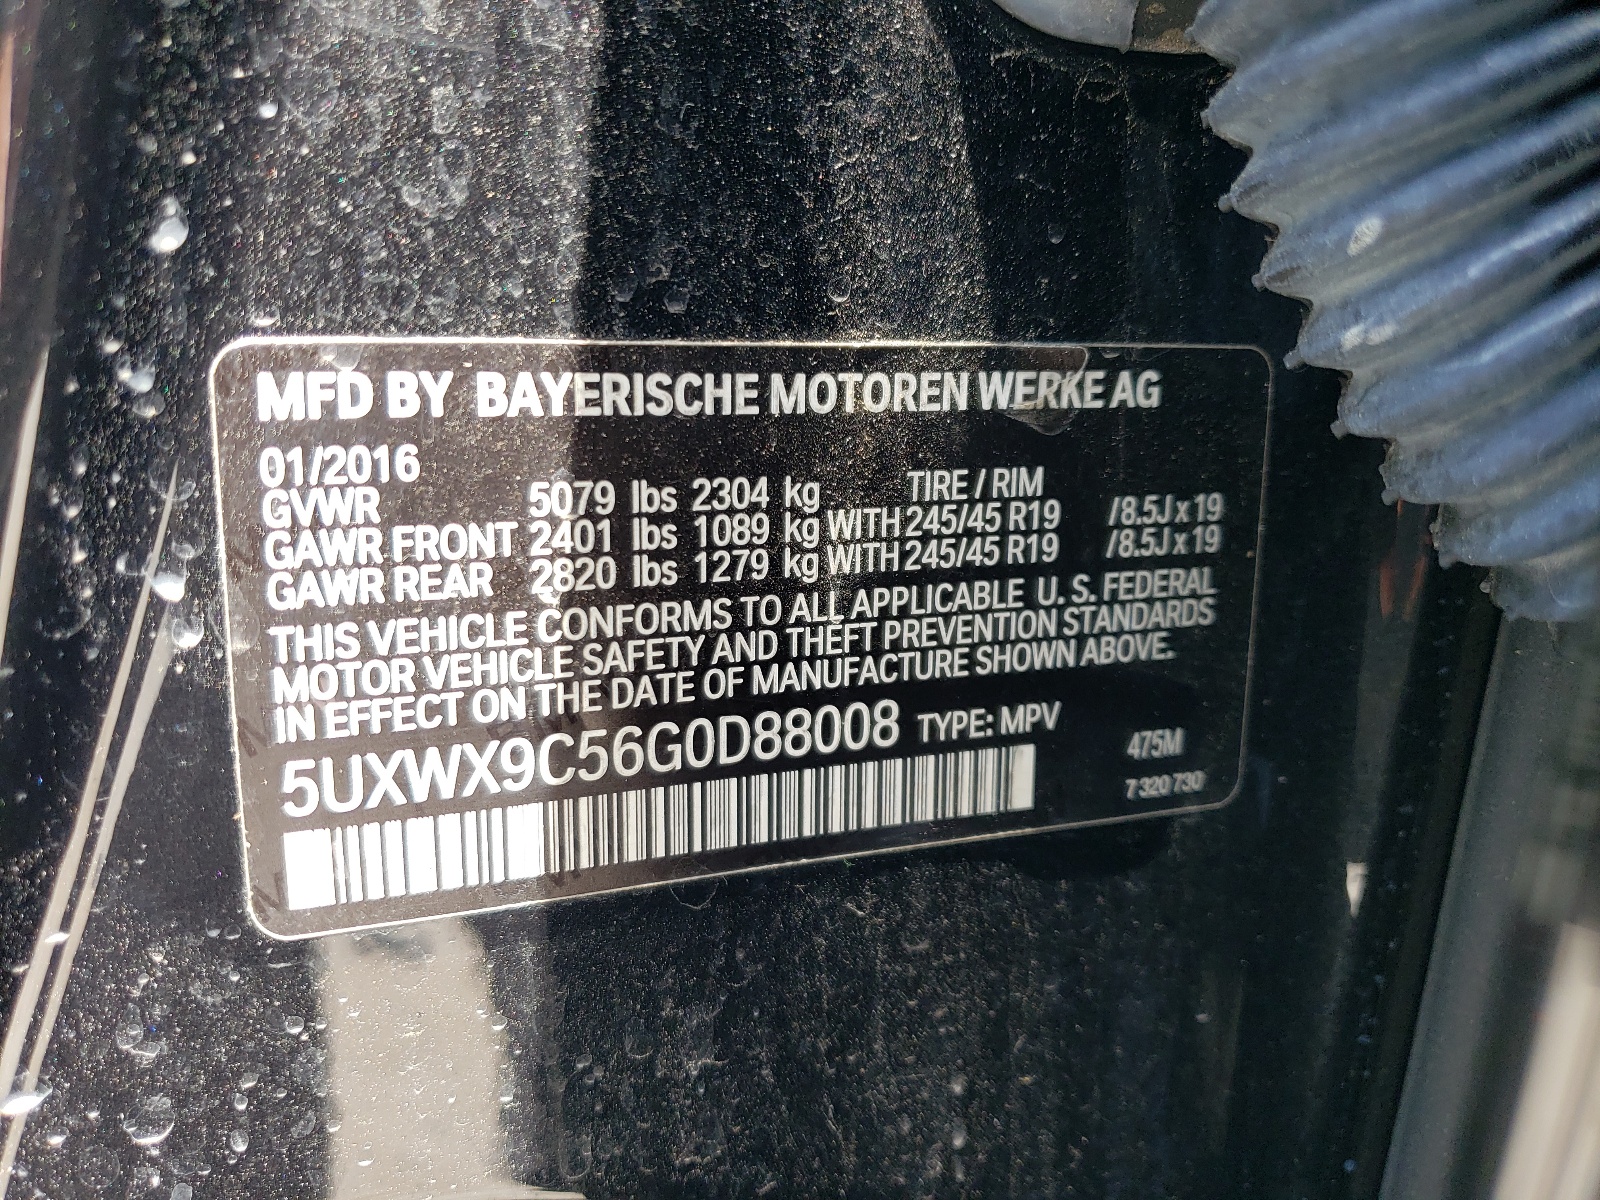 MFD BY BAYERISCHE MOTOREN WERKE AG
01/2016 TIRE / RIM
GVWR 5079 lbs 2304 kg
GAWR FRONT 2401 lbs 1089 kg WITH 245/45 R19 /8.5J x 19
GAWR REAR 2820 lbs 1279 kg WITH 245/45 R19 /8.5J x 19
THIS VEHICLE CONFORMS TO ALL APPLICABLE U. S. FEDERAL
MOTOR VEHICLE SAFETY AND THEFT PREVENTION STANDARDS
IN EFFECT ON THE DATE OF MANUFACTURE SHOWN ABOVE.
5UXWX9C56G0D88008 TYPE: MPV
475M
7 320 730